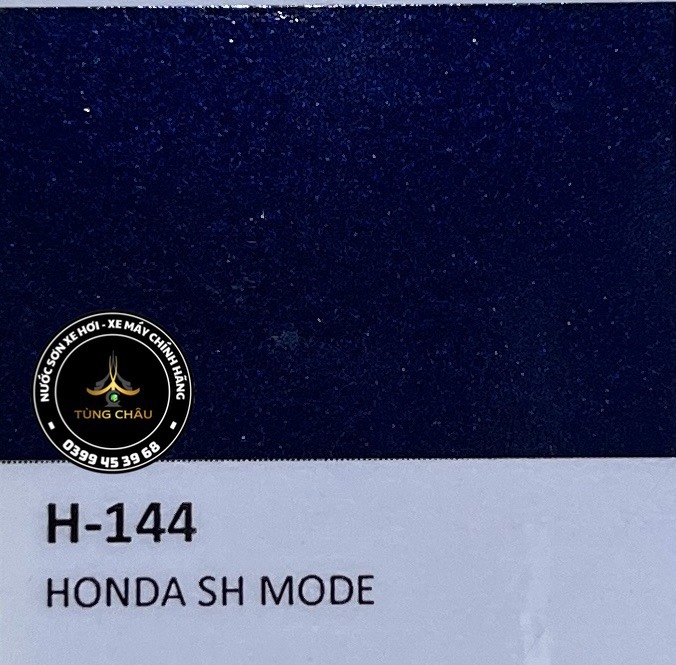 NƯỚC SƠN XE HƠI - XE MÁY CHÍNH HÃNG
TÙNG CHÂU
0399 45 39 68
H-144
HONDA SH MODE